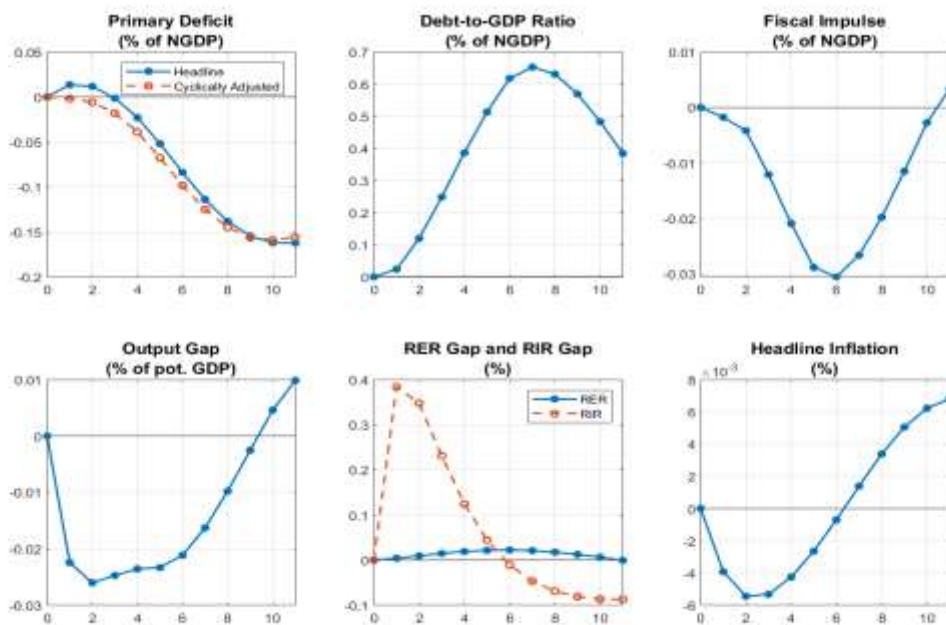 Primary Deficit
(% of NGDP)
0.05
0
-0.05
-0.1
-0.15
-0.2
0 2 4 6 8 10
Headline
Cyclically Adjusted
Debt-to-GDP Ratio
(% of NGDP)
0.7
0.6
0.5
0.4
0.3
0.2
0.1
0
0 2 4 6 8 10
Fiscal Impulse
(% of NGDP)
0.01
0
-0.01
-0.02
-0.03
0 2 4 6 8 10
Output Gap
(% of pot. GDP)
0.01
0
-0.01
-0.02
-0.03
0 2 4 6 8 10
RER Gap and RIR Gap
(%)
0.4
0.3
0.2
0.1
0
-0.1
0 2 4 6 8 10
RER
RIR
Headline Inflation
(%)
8
6
4
2
0
-2
-4
-6
0 2 4 6 8 10